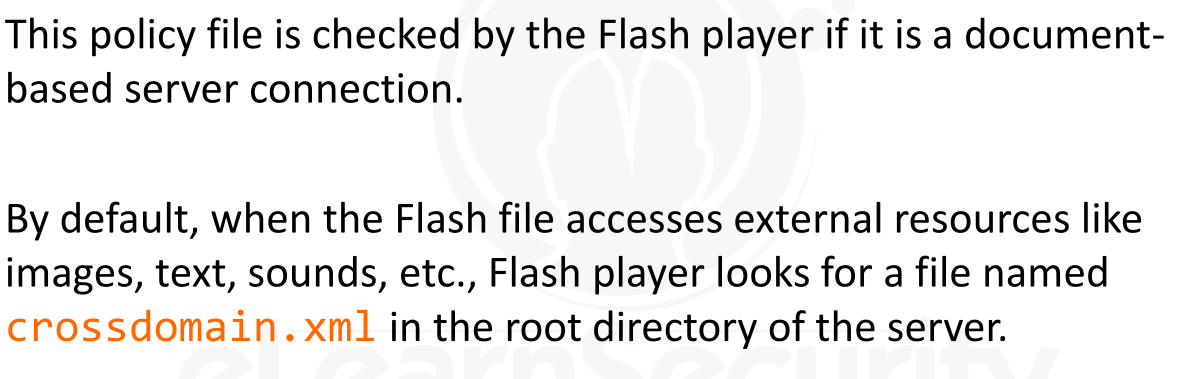 This policy file is checked by the Flash player if it is a document-
based server connection.
By default, when the Flash file accesses external resources like
images, text, sounds, etc., Flash player looks for a file named
crossdomain.xml in the root directory of the server.
eLearnSecurity